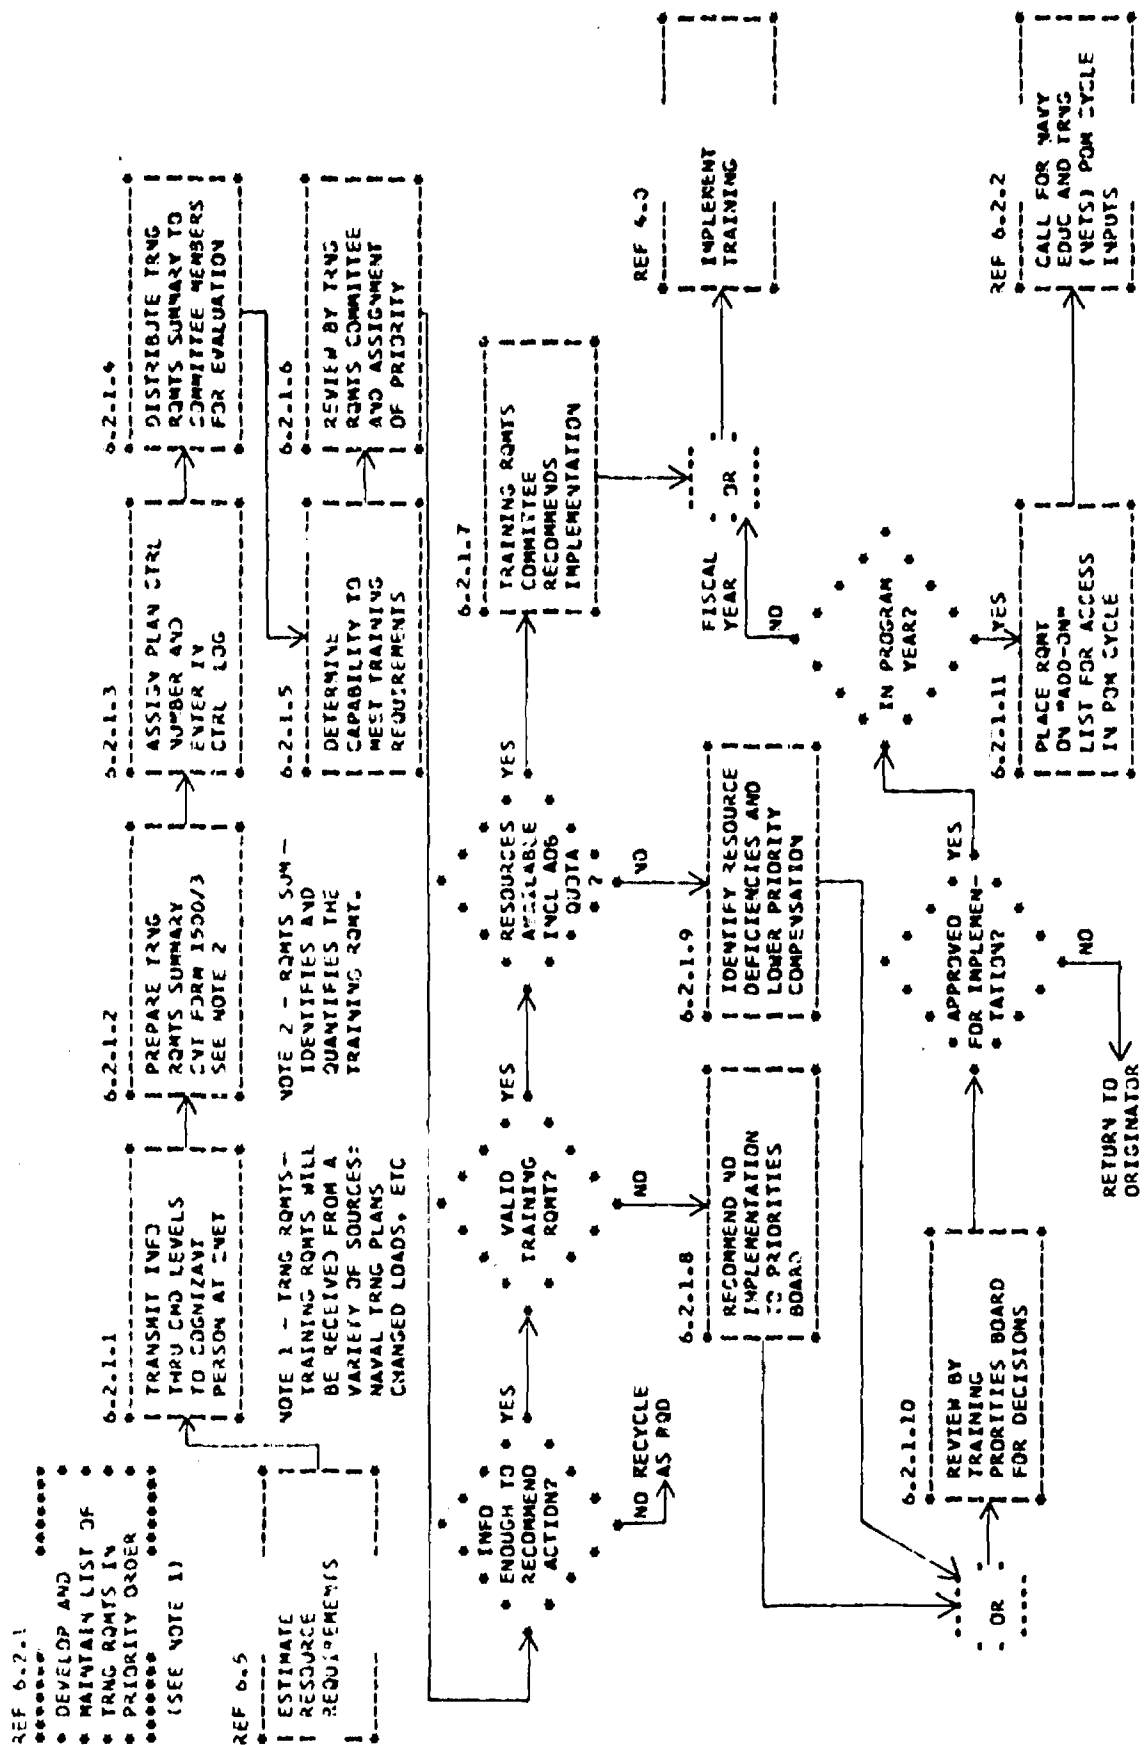 REF 6.2.1
DEVELOP AND
MAINTAIN LIST OF
TRNG RQMTS IN
PRIORITY ORDER
(SEE NOTE 1)
REF 6.5
ESTIMATE
RESOURCE
REQUIREMENTS
6.2.1.1
TRANSMIT INFO
THRU CMD LEVELS
TO COGNIZANT
PERSON AT CNET
6.2.1.2
PREPARE TRNG
RQMTS SUMMARY
CNT FORM 1500/3
SEE NOTE 2
6.2.1.3
ASSIGN PLAN CTRL
NUMBER AND
ENTER IN
CTRL LOG
6.2.1.4
DISTRIBUTE TRNG
RQMTS SUMMARY TO
COMMITTEE MEMBERS
FOR EVALUATION
NOTE 1 - TRNG RQMTS-
TRAINING RQMTS WILL
BE RECEIVED FROM A
VARIETY OF SOURCES:
NAVAL TRNG PLANS
CHANGED LOADS, ETC
NOTE 2 - RQMTS SUM-
IDENTIFIES AND
QUANTIFIES THE
TRAINING RQMT.
6.2.1.5
DETERMINE
CAPABILITY TO
MEET TRAINING
REQUIREMENTS
6.2.1.6
REVIEW BY TRNG
RQMTS COMMITTEE
AND ASSIGNMENT
OF PRIORITY
INFO
ENOUGH TO
RECOMMEND
ACTION?
YES
NO RECYCLE
AS RQD
VALID
TRAINING
RQMT?
YES
NO
RESOURCES
AVAILABLE
INCL AOB
QUOTA
?
YES
NO
6.2.1.7
TRAINING RQMTS
COMMITTEE
RECOMMENDS
IMPLEMENTATION
6.2.1.8
RECOMMEND NO
IMPLEMENTATION
TO PRIORITIES
BOARD
6.2.1.9
IDENTIFY RESOURCE
DEFICIENCIES AND
LOWER PRIORITY
COMPENSATION
FISCAL
YEAR
NO
OR
REF 4.0
IMPLEMENT
TRAINING
OR
6.2.1.10
REVIEW BY
TRAINING
PRORITIES BOARD
FOR DECISIONS
APPROVED
FOR IMPLEMEN-
TATION?
YES
NO
RETURN TO
ORIGINATOR
IN PROGRAM
YEAR?
6.2.1.11 YES
PLACE RQMT
ON "ADD-ON"
LIST FOR ACCESS
IN POM CYCLE
REF 6.2.2
CALL FOR NAVY
EDUC AND TRNG
(NETS) POM CYCLE
INPUTS